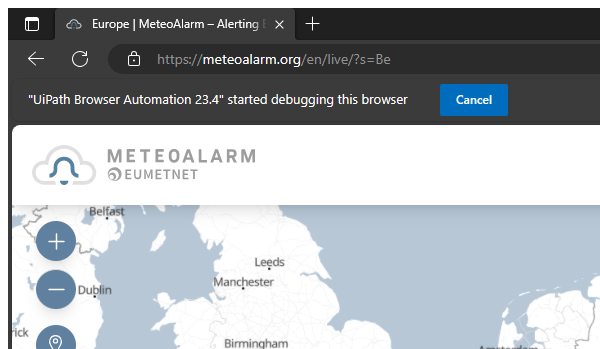 Europe | MeteoAlarm – Alerting E
https://meteoalarm.org/en/live/?s=Be
"UiPath Browser Automation 23.4" started debugging this browser
Cancel
METEOALARM
EUMETNET
Belfast
Leeds
Dublin
Manchester
rick
Birmingham
Amsterdam